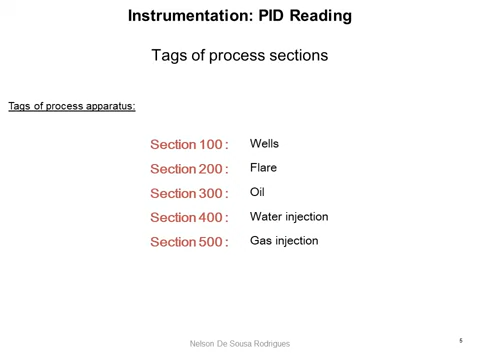 Instrumentation: PID Reading
Tags of process sections
Tags of process apparatus:
Section 100 : Wells
Section 200 : Flare
Section 300 : Oil
Section 400 : Water injection
Section 500 : Gas injection
Nelson De Sousa Rodrigues
5